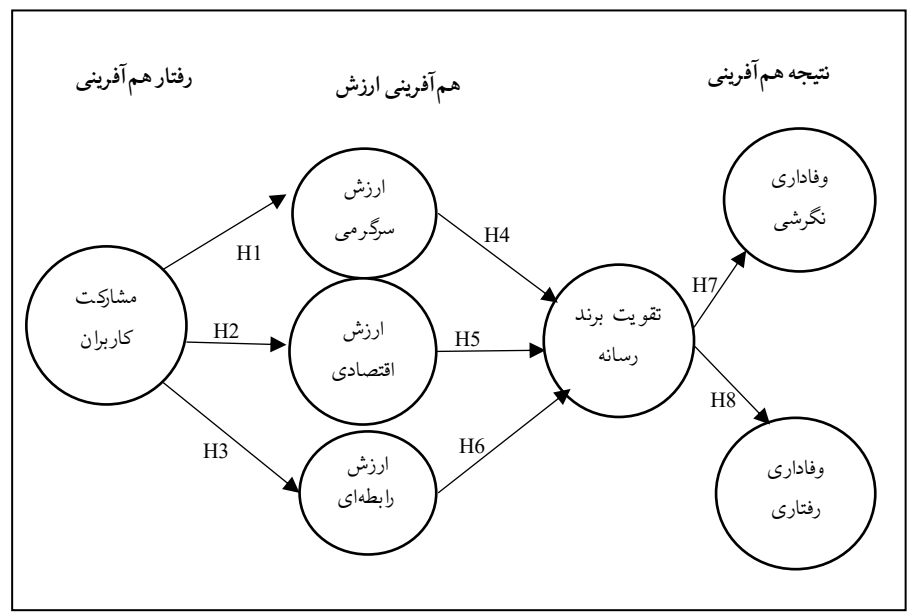 رفتار هم‌آفرینی
هم‌آفرینی ارزش
نتیجه هم‌آفرینی
مشارکت
کاربران
H1
H2
H3
ارزش
سرگرمی
ارزش
اقتصادی
ارزش
رابطه‌ای
H4
H5
H6
تقویت برند
رسانه
H7
H8
وفاداری
نگرشی
وفاداری
رفتاری